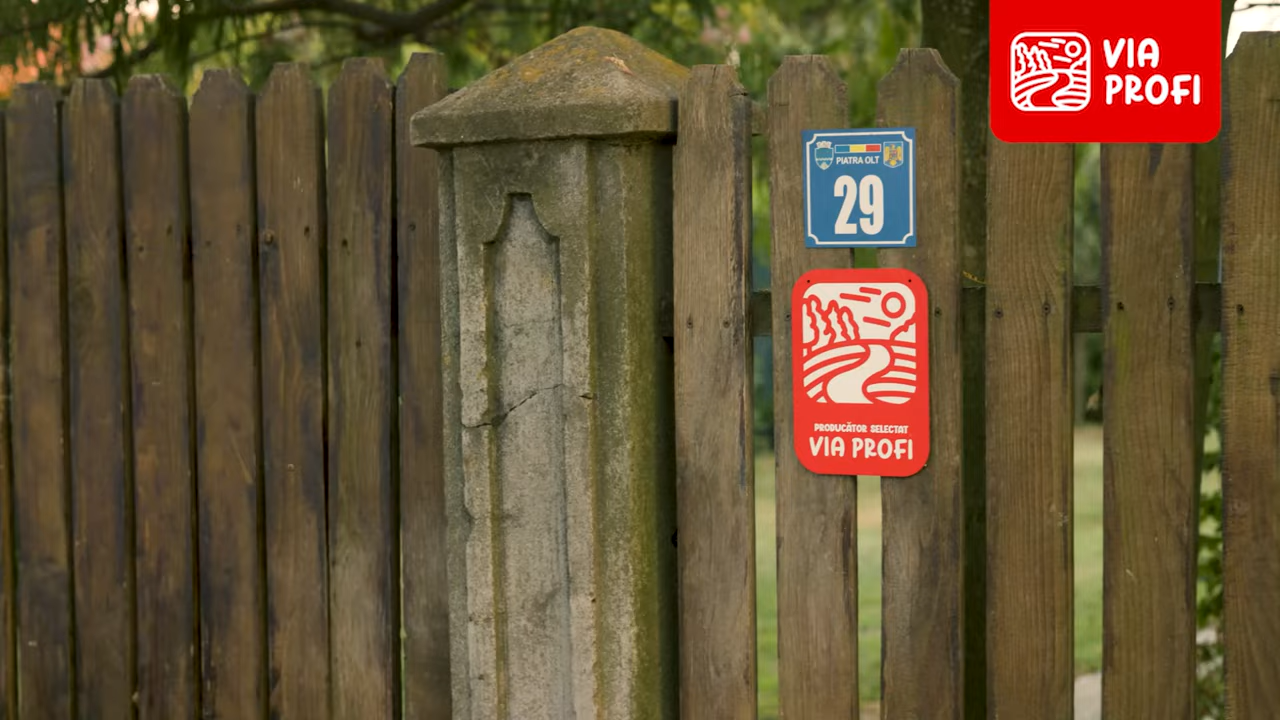 VIA
PROFI
PIATRA OLT
29
PRODUCĂTOR SELECTAT
VIA PROFI